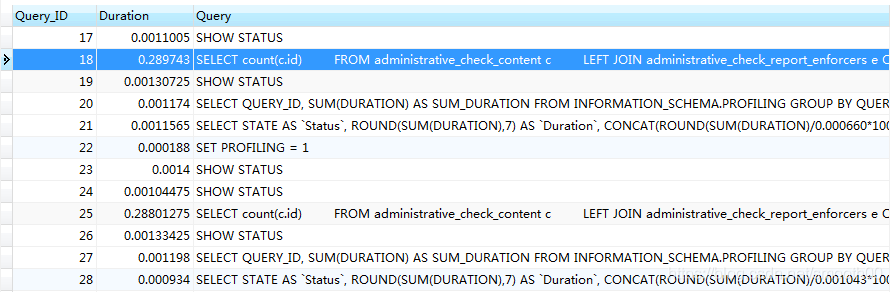 Query_ID Duration Query
17 0.0011005 SHOW STATUS
18 0.289743 SELECT count(c.id) FROM administrative_check_content c LEFT JOIN administrative_check_report_enforcers e C
19 0.00130725 SHOW STATUS
20 0.001174 SELECT QUERY_ID, SUM(DURATION) AS SUM_DURATION FROM INFORMATION_SCHEMA.PROFILING GROUP BY QUER
21 0.0011565 SELECT STATE AS `Status`, ROUND(SUM(DURATION),7) AS `Duration`, CONCAT(ROUND(SUM(DURATION)/0.000660*100
22 0.000188 SET PROFILING = 1
23 0.0014 SHOW STATUS
24 0.00104475 SHOW STATUS
25 0.28801275 SELECT count(c.id) FROM administrative_check_content c LEFT JOIN administrative_check_report_enforcers e C
26 0.00133425 SHOW STATUS
27 0.001198 SELECT QUERY_ID, SUM(DURATION) AS SUM_DURATION FROM INFORMATION_SCHEMA.PROFILING GROUP BY QUER
28 0.000934 SELECT STATE AS `Status`, ROUND(SUM(DURATION),7) AS `Duration`, CONCAT(ROUND(SUM(DURATION)/0.001043*100